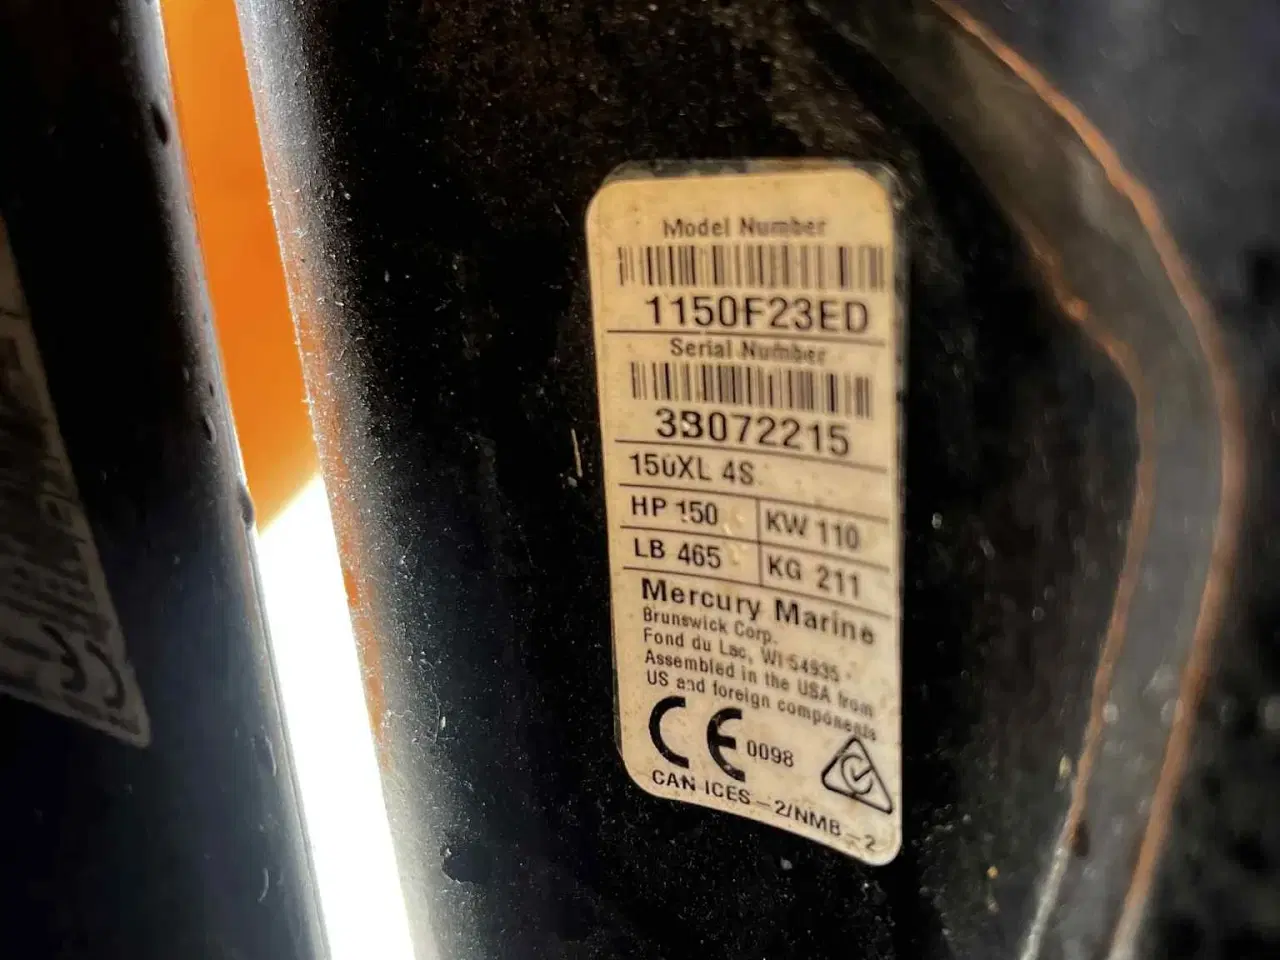 Model Number
1150F23ED
Serial Number
3B072215
150XL 4S
HP 150 KW 110
LB 465 KG 211
Mercury Marine
Brunswick Corp.
Fond du Lac, WI 54935
Assembled in the USA from
US and foreign components
CE 0098
CAN ICES-2/NMB-2